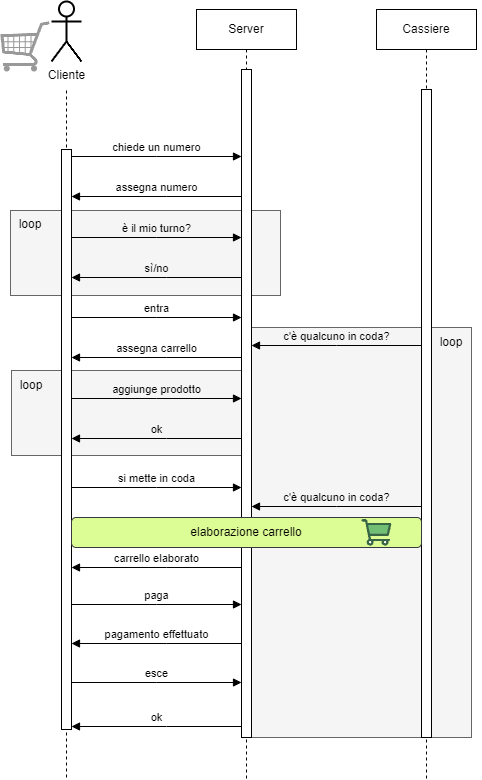 Cliente
Server
Cassiere
chiede un numero
assegna numero
loop
è il mio turno?
sì/no
entra
c'è qualcuno in coda?
loop
assegna carrello
loop
aggiunge prodotto
ok
si mette in coda
c'è qualcuno in coda?
elaborazione carrello
carrello elaborato
paga
pagamento effettuato
esce
ok